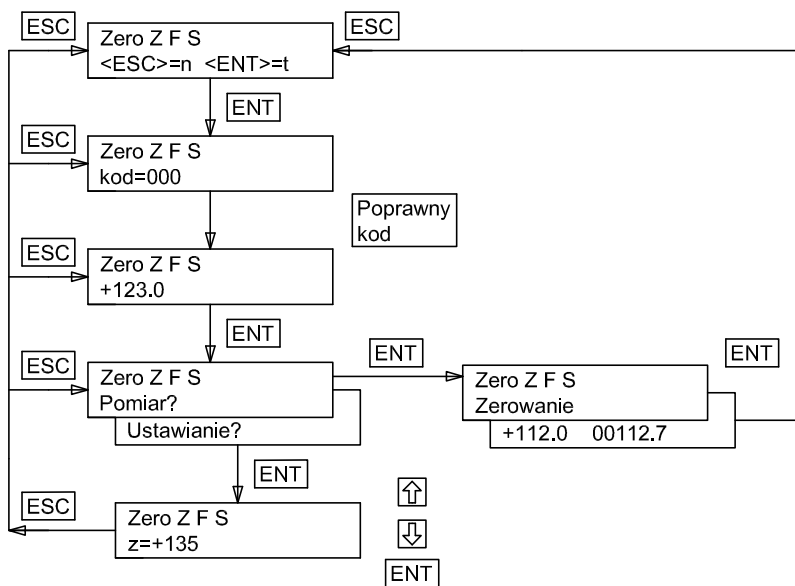 ESC
Zero Z F S
<ESC>=n <ENT>=t
ESC
ENT
ESC
Zero Z F S
kod=000
Poprawny
kod
ESC
Zero Z F S
+123.0
ENT
ESC
Zero Z F S
Pomiar?
Ustawianie?
ENT
Zero Z F S
Zerowanie
+112.0 00112.7
ENT
ENT
ESC
Zero Z F S
z=+135
ENT